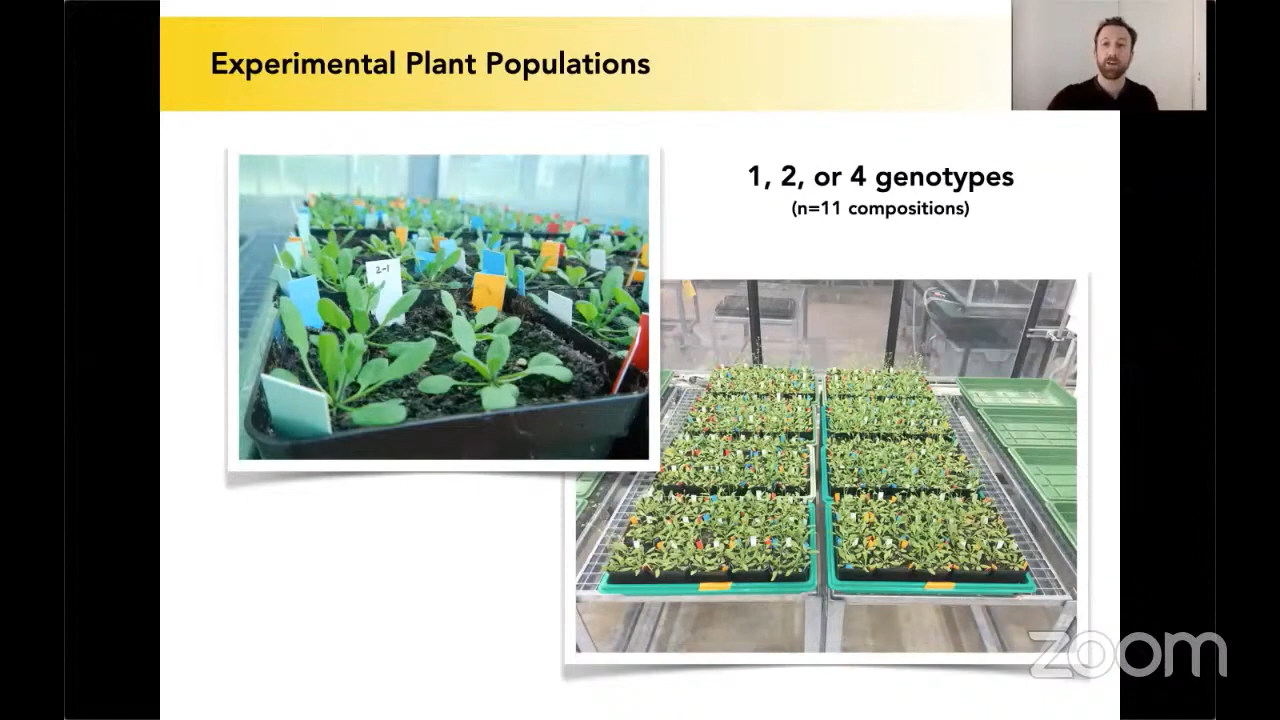 Experimental Plant Populations
1, 2, or 4 genotypes
(n=11 compositions)
2-1
zoom